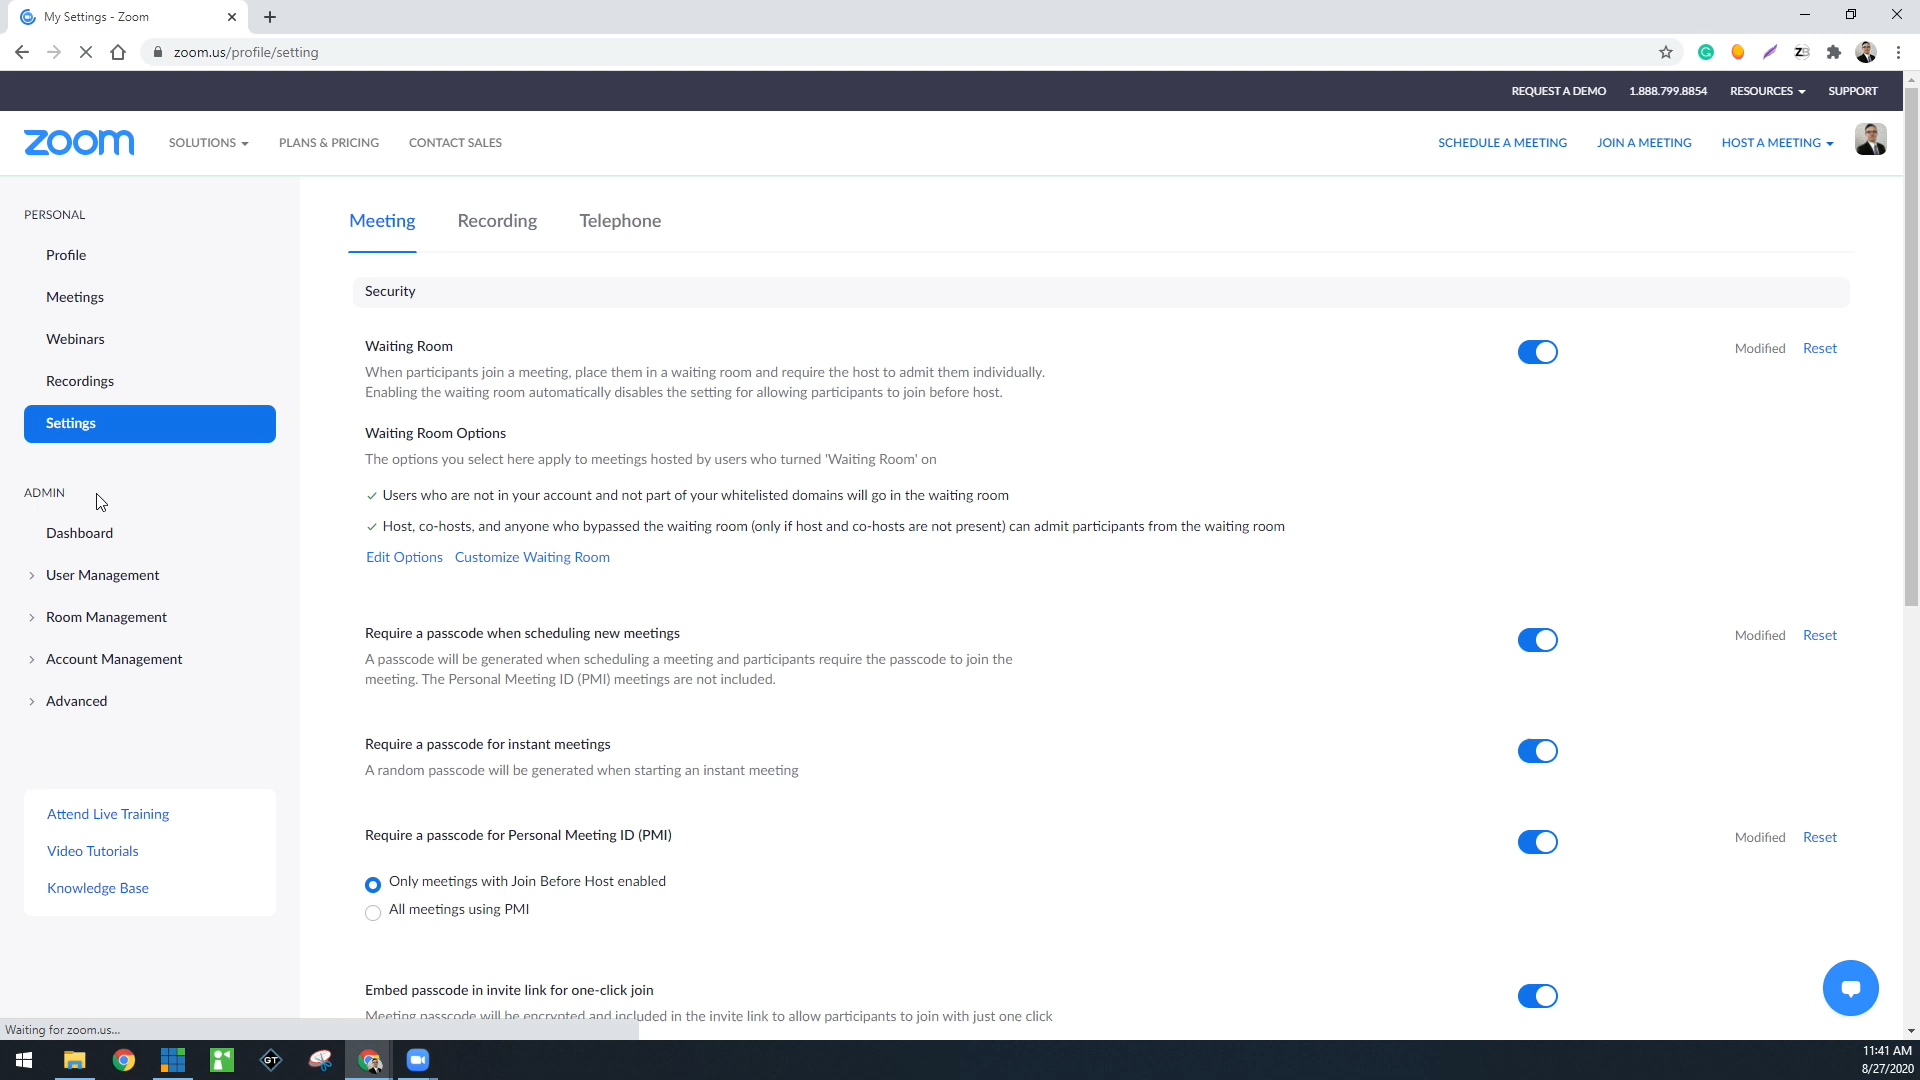 My Settings - Zoom
zoom.us/profile/setting
REQUEST A DEMO 1.888.799.8854 RESOURCES SUPPORT
zoom SOLUTIONS PLANS & PRICING CONTACT SALES SCHEDULE A MEETING JOIN A MEETING HOST A MEETING
PERSONAL
Profile
Meetings
Webinars
Recordings
Settings
ADMIN
Dashboard
User Management
Room Management
Account Management
Advanced
Attend Live Training
Video Tutorials
Knowledge Base
Meeting Recording Telephone
Security
Waiting Room
Modified Reset
When participants join a meeting, place them in a waiting room and require the host to admit them individually.
Enabling the waiting room automatically disables the setting for allowing participants to join before host.
Waiting Room Options
The options you select here apply to meetings hosted by users who turned 'Waiting Room' on
Users who are not in your account and not part of your whitelisted domains will go in the waiting room
Host, co-hosts, and anyone who bypassed the waiting room (only if host and co-hosts are not present) can admit participants from the waiting room
Edit Options Customize Waiting Room
Require a passcode when scheduling new meetings
Modified Reset
A passcode will be generated when scheduling a meeting and participants require the passcode to join the
meeting. The Personal Meeting ID (PMI) meetings are not included.
Require a passcode for instant meetings
A random passcode will be generated when starting an instant meeting
Require a passcode for Personal Meeting ID (PMI)
Modified Reset
Only meetings with Join Before Host enabled
All meetings using PMI
Embed passcode in invite link for one-click join
Meeting passcode will be encrypted and included in the invite link to allow participants to join with just one click
Waiting for zoom.us...
GT
11:41 AM
8/27/2020